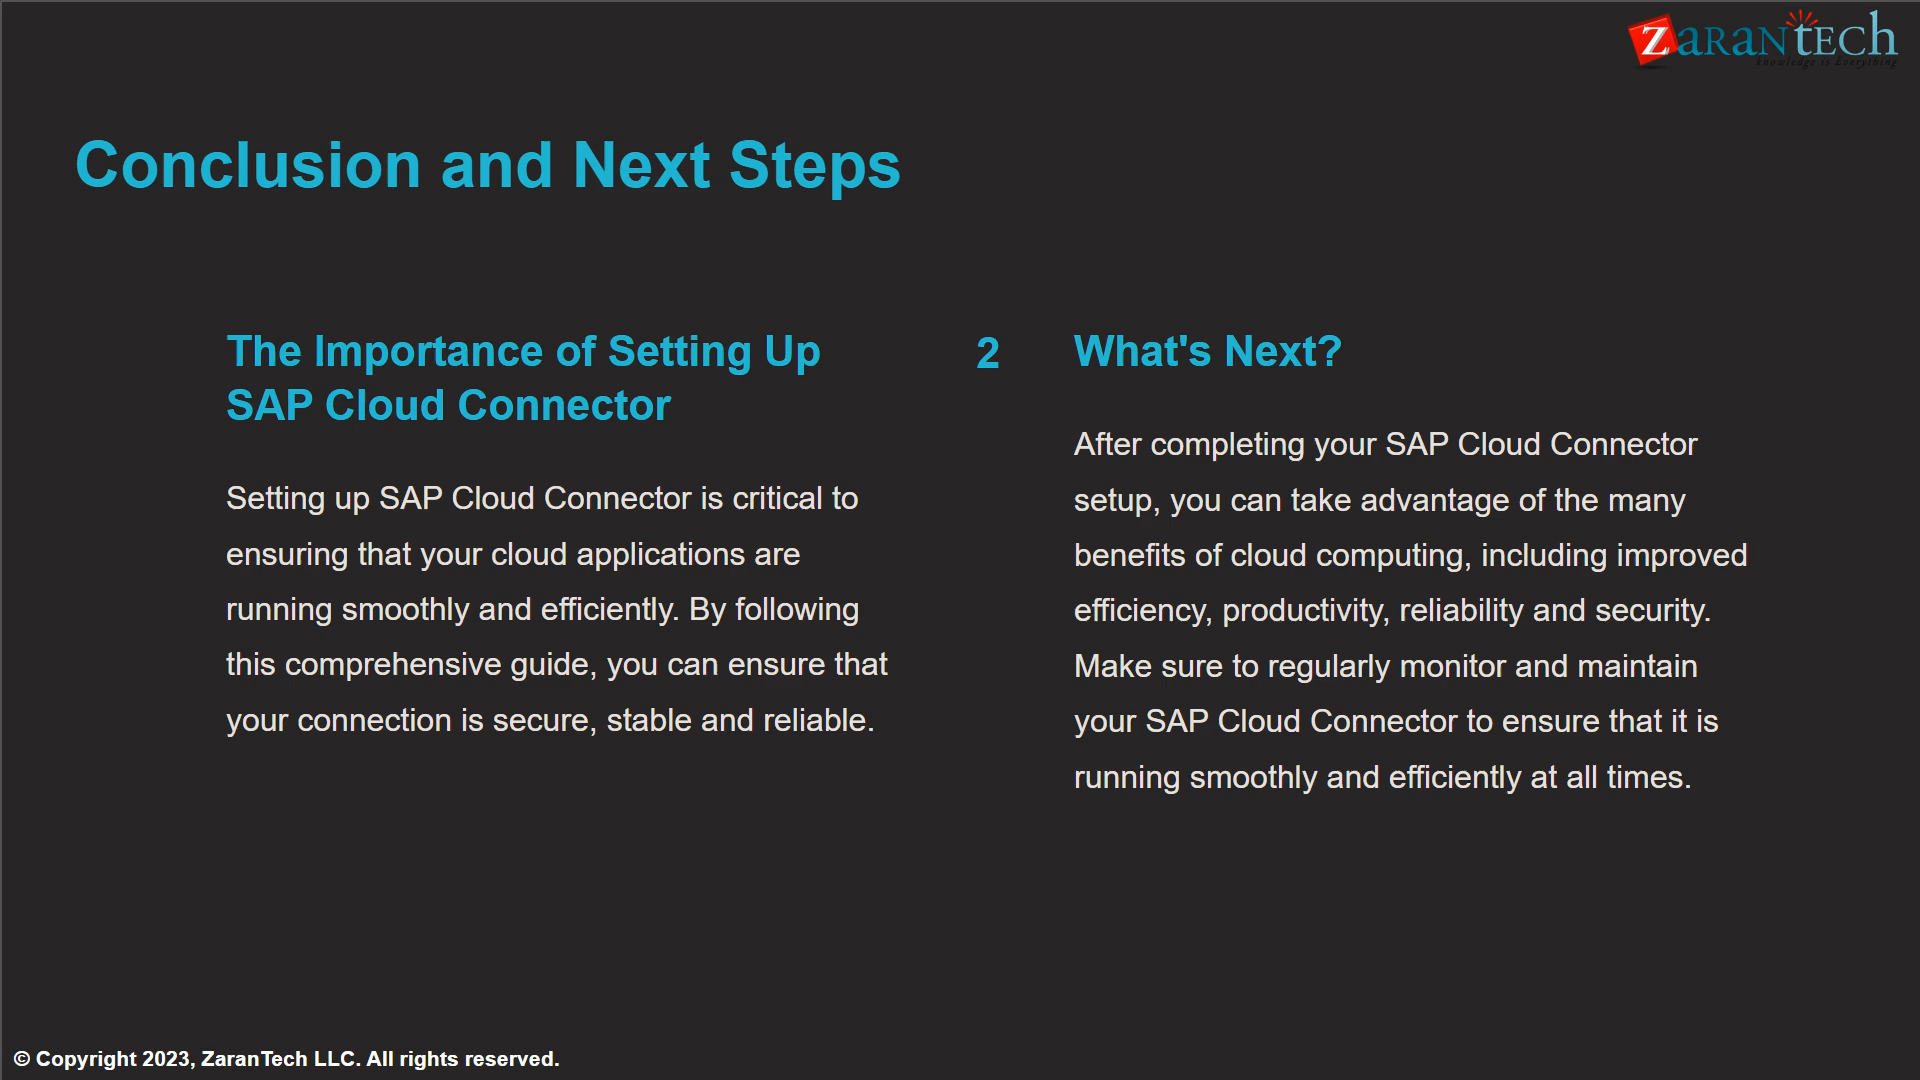 ZaranTech
knowledge is Everything
Conclusion and Next Steps
The Importance of Setting Up
SAP Cloud Connector
Setting up SAP Cloud Connector is critical to
ensuring that your cloud applications are
running smoothly and efficiently. By following
this comprehensive guide, you can ensure that
your connection is secure, stable and reliable.
2
What's Next?
After completing your SAP Cloud Connector
setup, you can take advantage of the many
benefits of cloud computing, including improved
efficiency, productivity, reliability and security.
Make sure to regularly monitor and maintain
your SAP Cloud Connector to ensure that it is
running smoothly and efficiently at all times.
© Copyright 2023, ZaranTech LLC. All rights reserved.